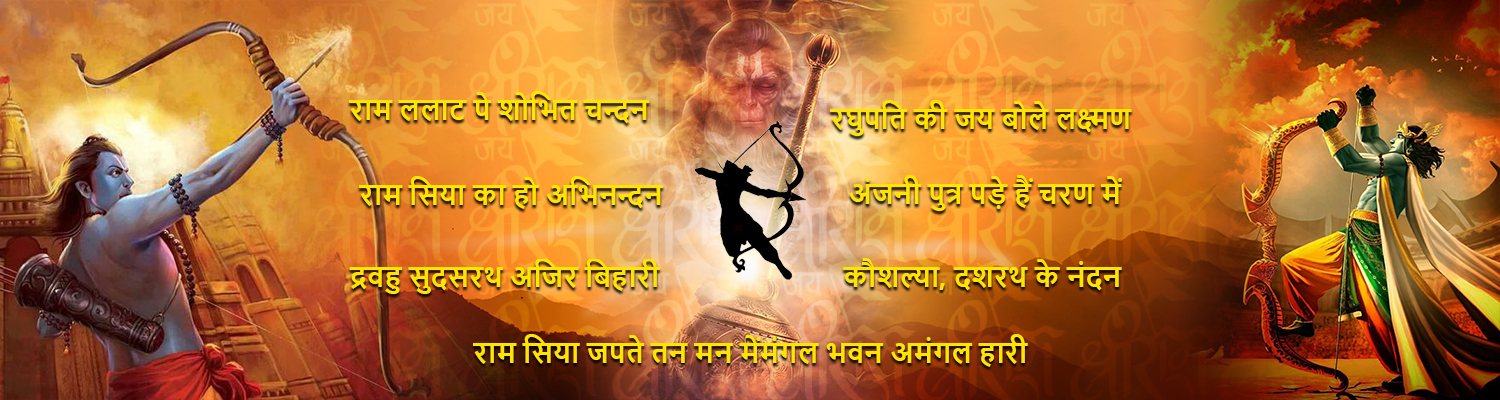 राम ललाट पे शोभित चन्दन
रघुपति की जय बोले लक्ष्मण
राम सिया का हो अभिनन्दन
अंजनी पुत्र पड़े हैं चरण में
द्रवहु सुदसरथ अजिर बिहारी
कौशल्या, दशरथ के नंदन
राम सिया जपते तन मन मेमंगल भवन अमंगल हारी